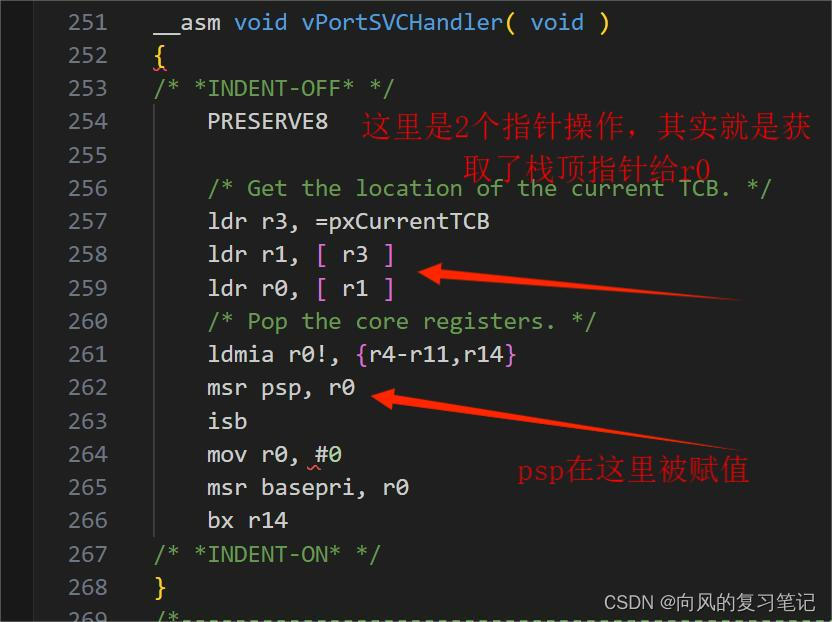 251 __asm void vPortSVCHandler( void )
252 {
253 /* *INDENT-OFF* */
254 PRESERVE8 这里是2个指针操作，其实就是获
255 取了栈顶指针给r0
256 /* Get the location of the current TCB. */
257 ldr r3, =pxCurrentTCB
258 ldr r1, [ r3 ]
259 ldr r0, [ r1 ]
260 /* Pop the core registers. */
261 ldmia r0!, {r4-r11,r14}
262 msr psp, r0
263 isb
264 mov r0, #0
psp在这里被赋值
265 msr basepri, r0
266 bx r14
267 /* *INDENT-ON* */
268 }
CSDN @向风的复习笔记
269 /*-----------------------------------------------